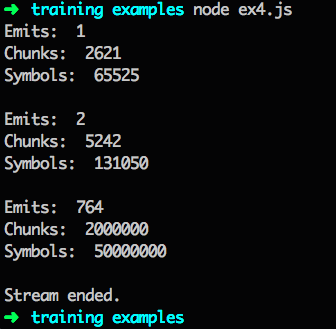 ➜ training examples node ex4.js
Emits: 1
Chunks: 2621
Symbols: 65525

Emits: 2
Chunks: 5242
Symbols: 131050

Emits: 764
Chunks: 2000000
Symbols: 50000000

Stream ended.
➜ training examples